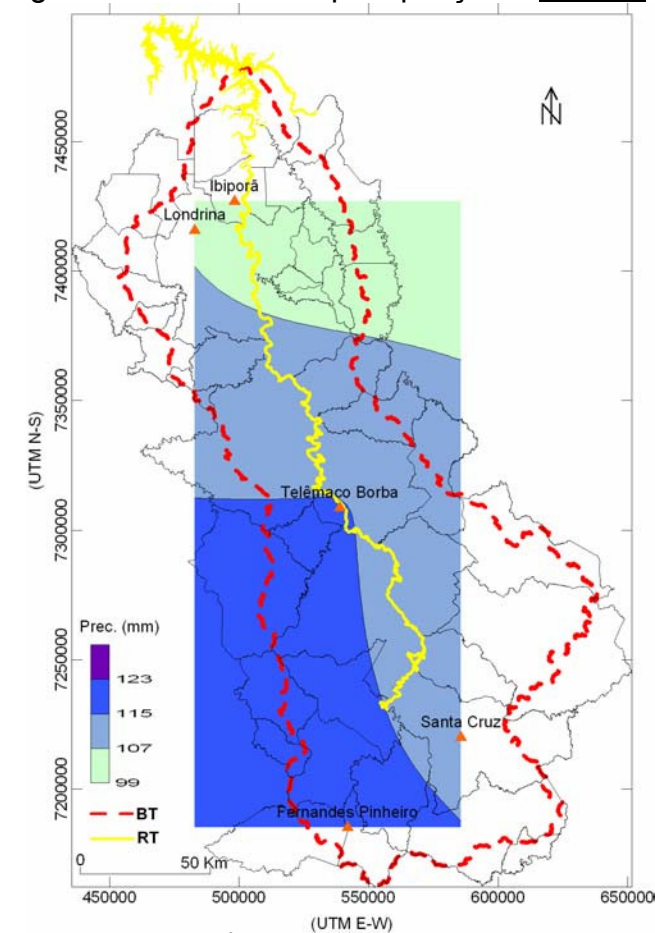 N
Ibiporã
Londrina
7450000
7400000
7350000
(UTM N-S)
7300000
7250000
7200000
Telêmaco Borba
Santa Cruz
Fernandes Pinheiro
Prec. (mm)
123
115
107
99
BT
RT
0 50 Km
450000 500000 550000 600000 650000
(UTM E-W)